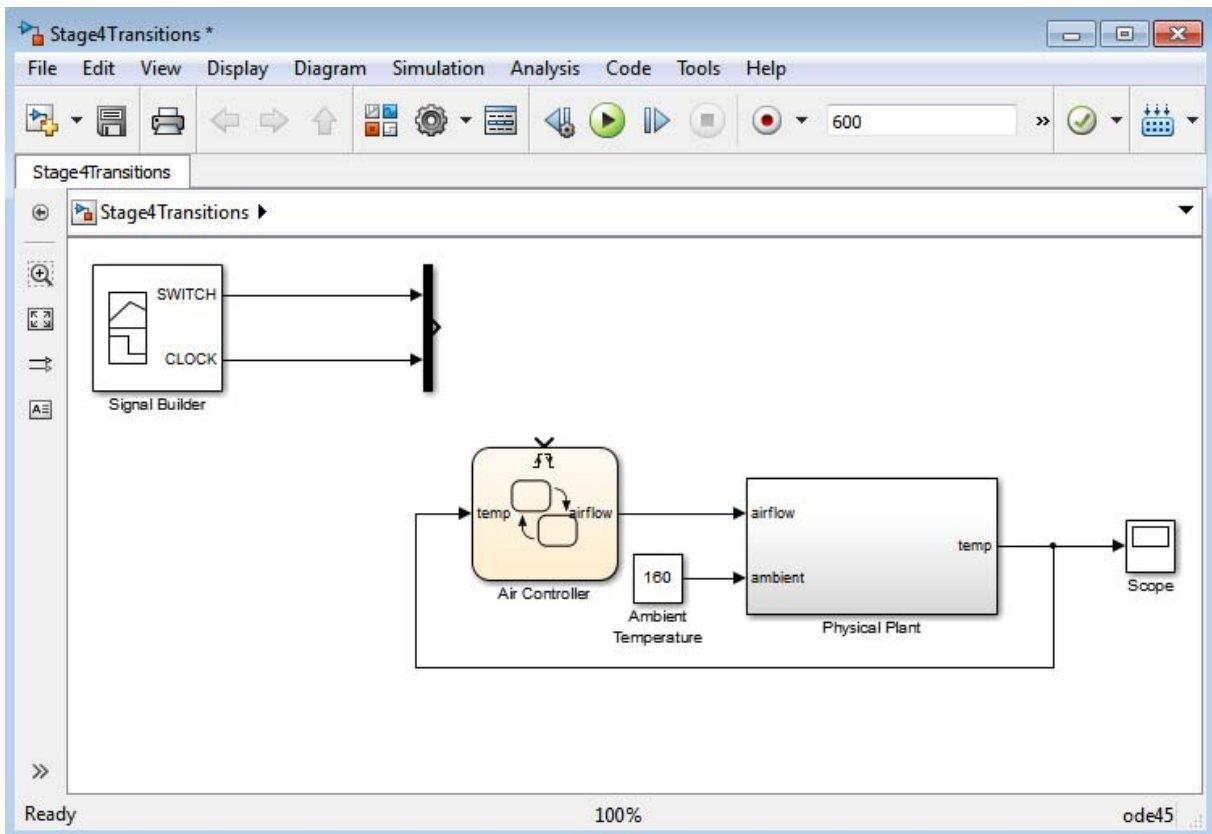 Stage4Transitions *
File Edit View Display Diagram Simulation Analysis Code Tools Help
600
»
Stage4Transitions
Stage4Transitions
SWITCH
CLOCK
Signal Builder
temp airflow
Air Controller
160
Ambient
Temperature
airflow
temp
ambient
Physical Plant
Scope
A
»
Ready 100% ode45